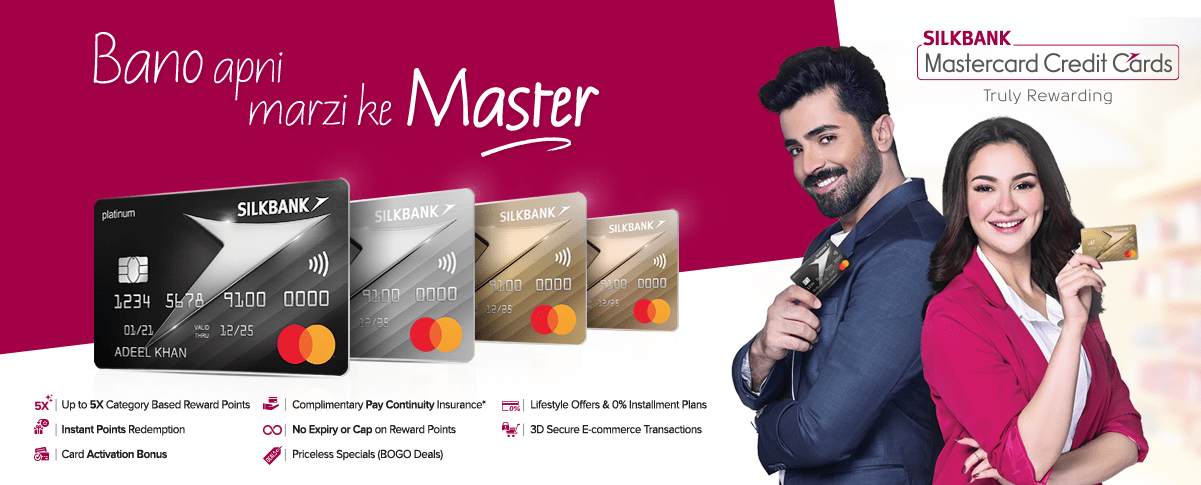 Bano apni
marzi ke Master
SILKBANK
Mastercard Credit Cards
Truly Rewarding
platinum
SILKBANK
1234 5678 9100 0000
01/21 VALID THRU 12/25
ADEEL KHAN
SILKBANK
9100 0000
12/25
SILKBANK
9100 0000
12/25
SILKBANK
9100 0000
12/25
5X Up to 5X Category Based Reward Points
Instant Points Redemption
Card Activation Bonus
Complimentary Pay Continuity Insurance*
No Expiry or Cap on Reward Points
DEALS Priceless Specials (BOGO Deals)
0% Lifestyle Offers & 0% Installment Plans
3D Secure E-commerce Transactions